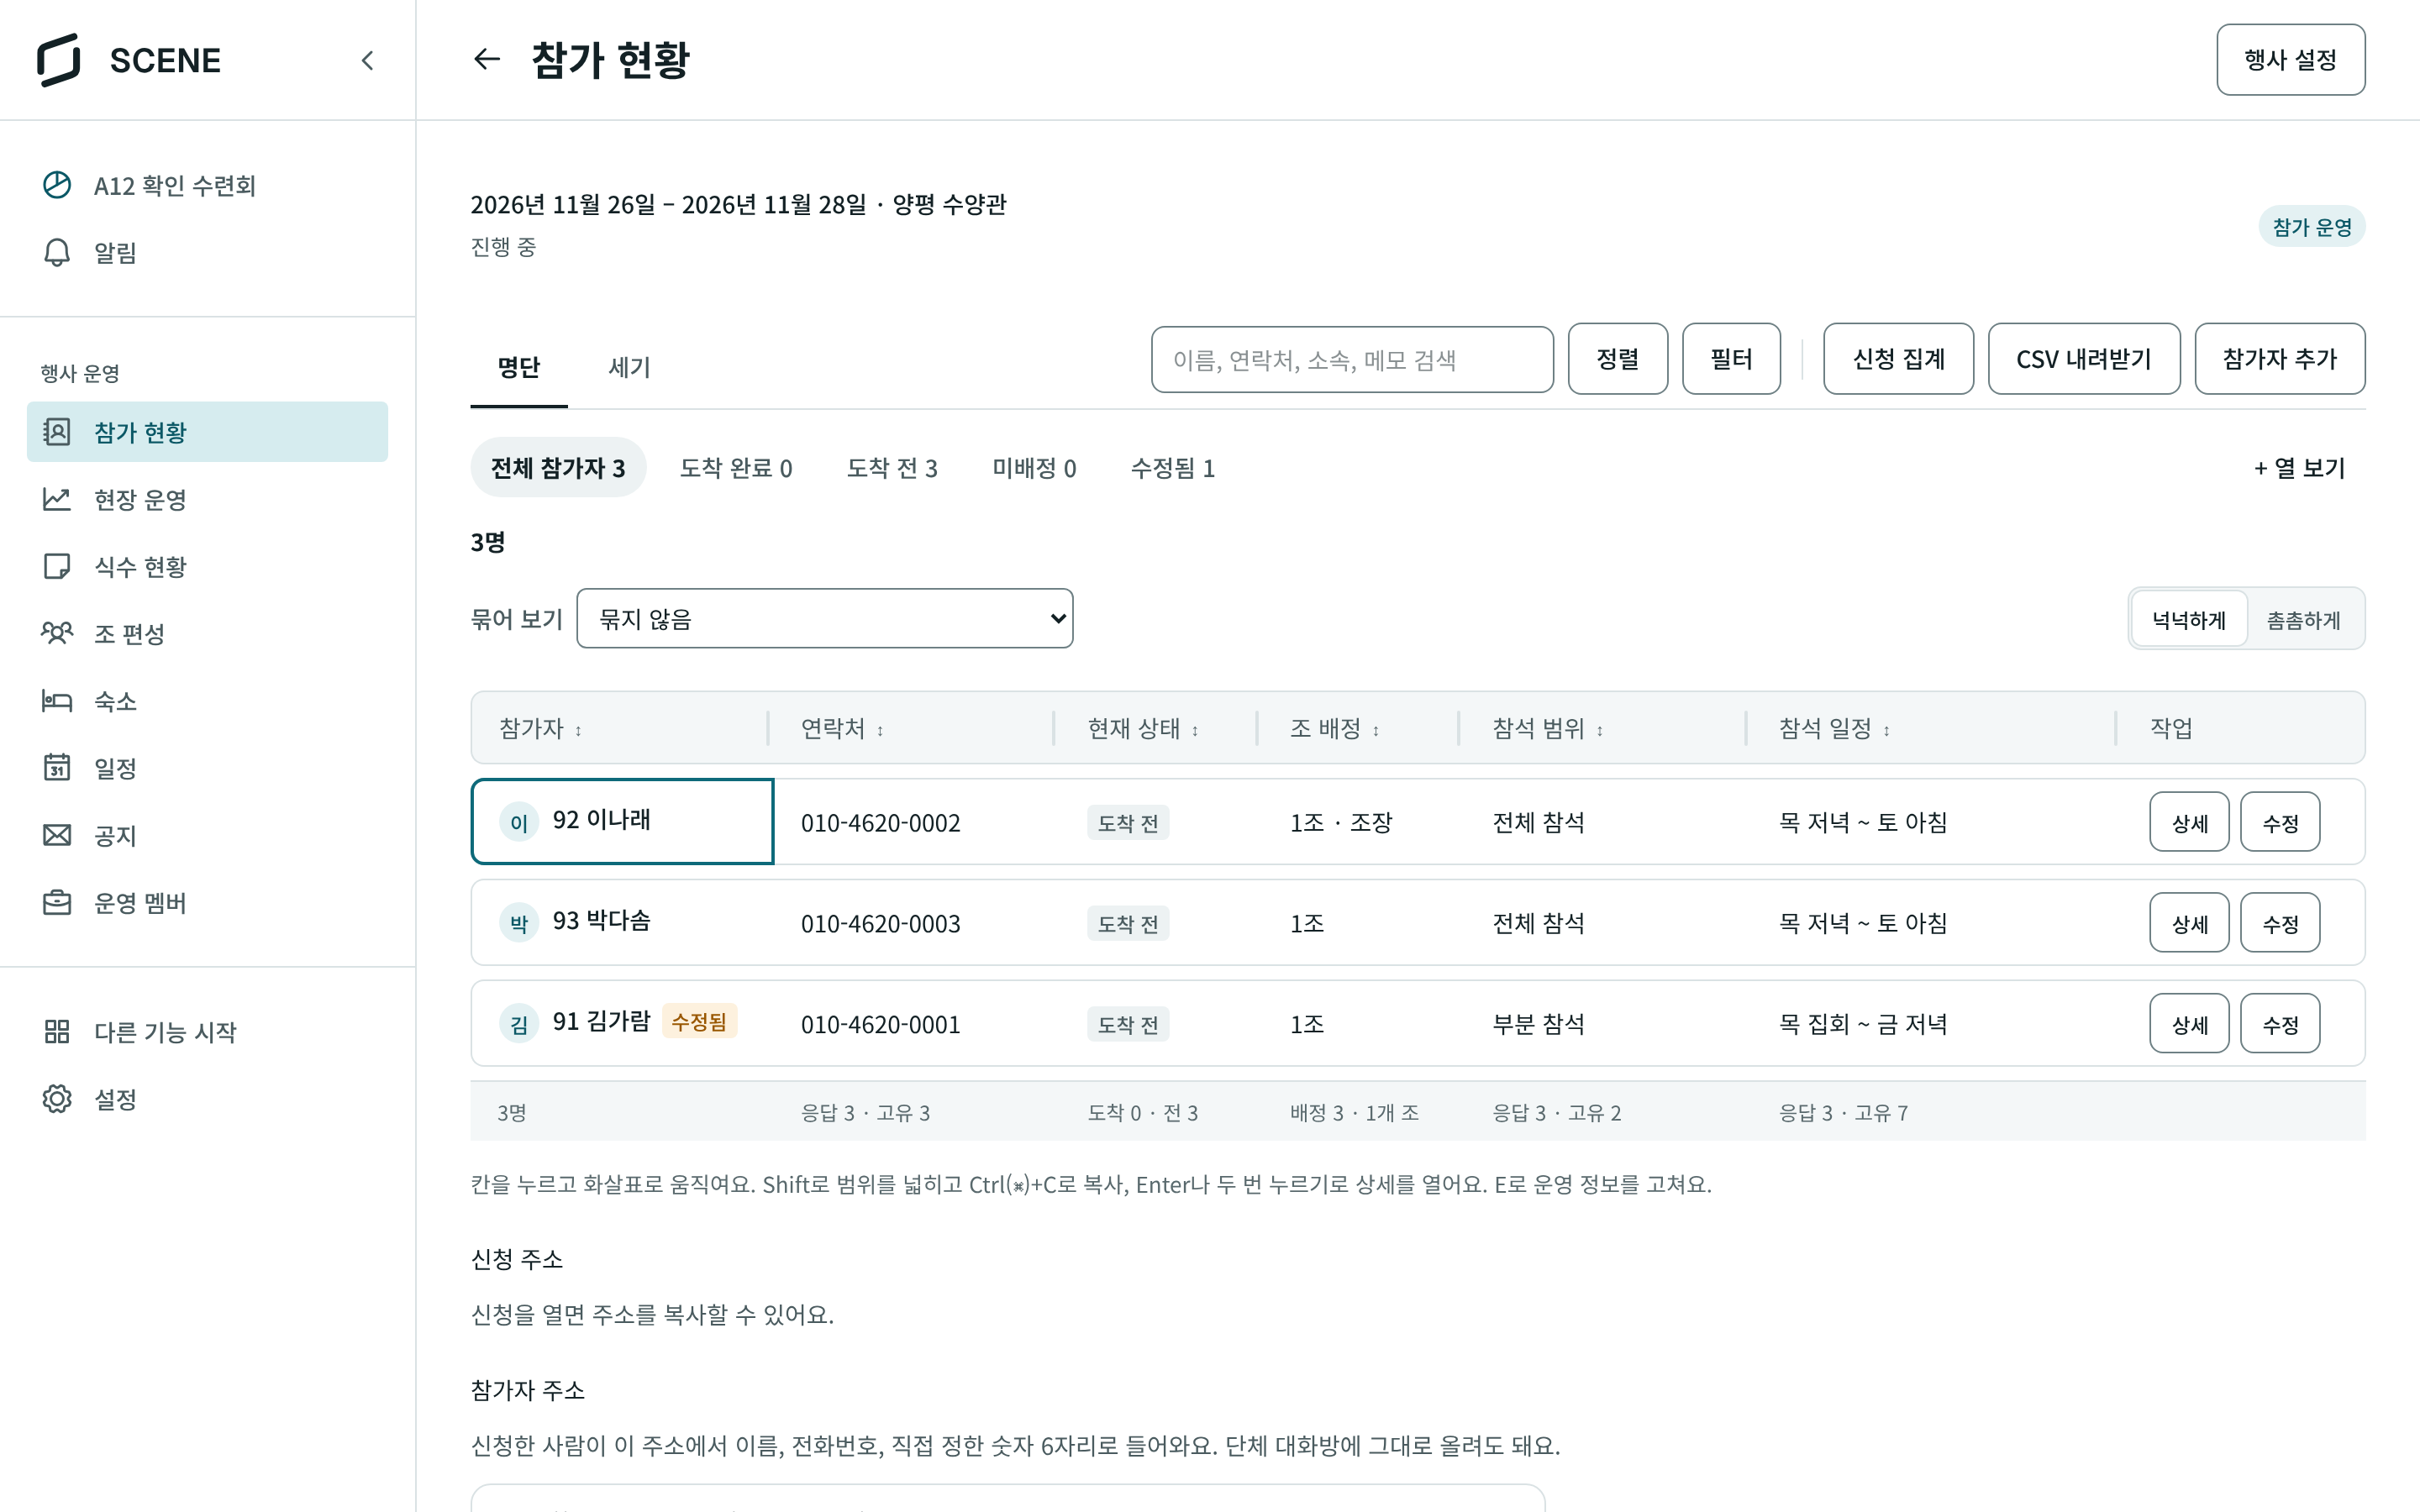 SCENE
참가 현황
행사 설정
A12 확인 수련회
알림
행사 운영
참가 현황
현장 운영
식수 현황
조 편성
숙소
31
일정
공지
운영 멤버
다른 기능 시작
설정
2026년 11월 26일 – 2026년 11월 28일 · 양평 수양관
진행 중
참가 운영
명단 세기
이름, 연락처, 소속, 메모 검색 정렬 필터 신청 집계 CSV 내려받기 참가자 추가
전체 참가자 3 도착 완료 0 도착 전 3 미배정 0 수정됨 1 + 열 보기
3명
묶어 보기 묶지 않음 넉넉하게 촘촘하게
참가자 ↕ 연락처 ↕ 현재 상태 ↕ 조 배정 ↕ 참석 범위 ↕ 참석 일정 ↕ 작업
이 92 이나래 010-4620-0002 도착 전 1조 · 조장 전체 참석 목 저녁 ~ 토 아침 상세 수정
박 93 박다솜 010-4620-0003 도착 전 1조 전체 참석 목 저녁 ~ 토 아침 상세 수정
김 91 김가람 수정됨 010-4620-0001 도착 전 1조 부분 참석 목 집회 ~ 금 저녁 상세 수정
3명 응답 3 · 고유 3 도착 0 · 전 3 배정 3 · 1개 조 응답 3 · 고유 2 응답 3 · 고유 7
칸을 누르고 화살표로 움직여요. Shift로 범위를 넓히고 Ctrl(⌘)+C로 복사, Enter나 두 번 누르기로 상세를 열어요. E로 운영 정보를 고쳐요.
신청 주소
신청을 열면 주소를 복사할 수 있어요.
참가자 주소
신청한 사람이 이 주소에서 이름, 전화번호, 직접 정한 숫자 6자리로 들어와요. 단체 대화방에 그대로 올려도 돼요.